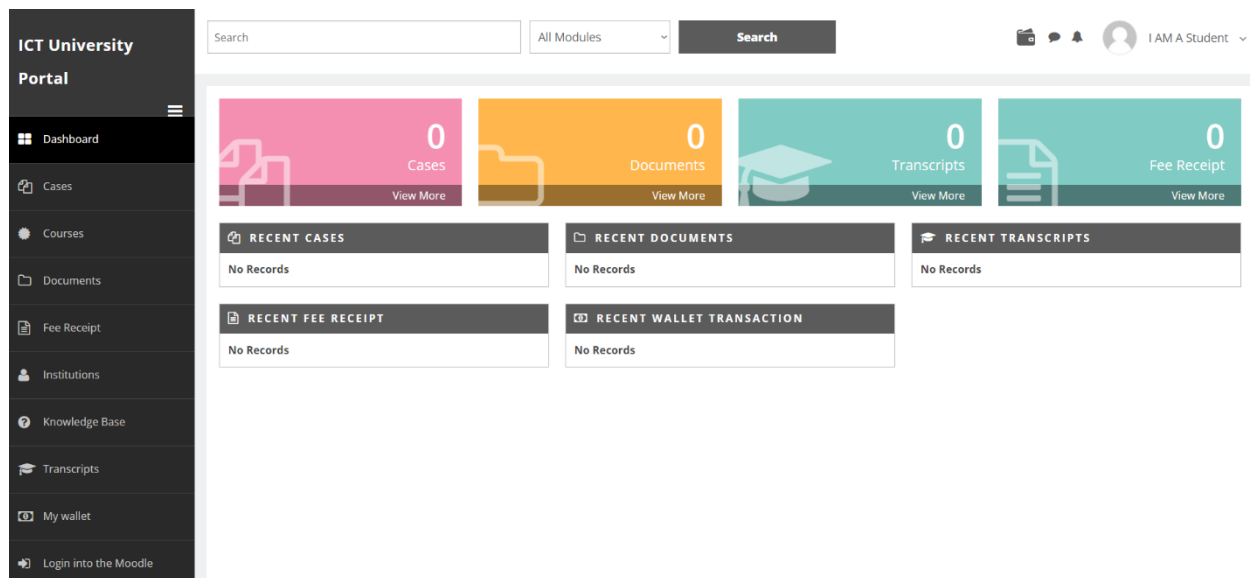 ICT University
Portal
Dashboard
Cases
Courses
Documents
Fee Receipt
Institutions
Knowledge Base
Transcripts
My wallet
Login into the Moodle
Search
All Modules
Search
I AM A Student
0
Cases
View More
0
Documents
View More
0
Transcripts
View More
0
Fee Receipt
View More
RECENT CASES
No Records
RECENT DOCUMENTS
No Records
RECENT TRANSCRIPTS
No Records
RECENT FEE RECEIPT
No Records
RECENT WALLET TRANSACTION
No Records